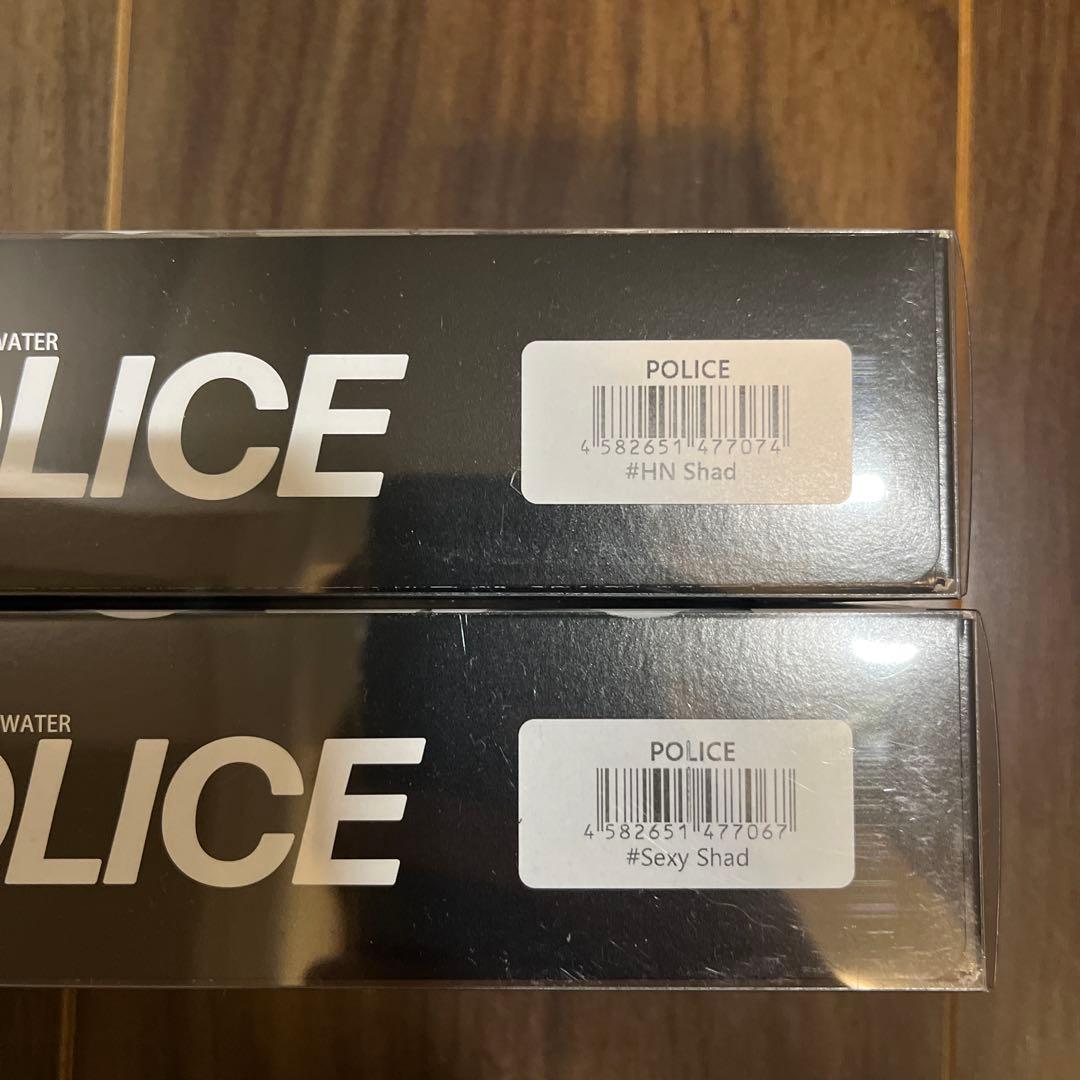 WATER
OLICE
POLICE
4 582651 477074
#HN Shad
WATER
OLICE
POLICE
4 582651 477067
#Sexy Shad